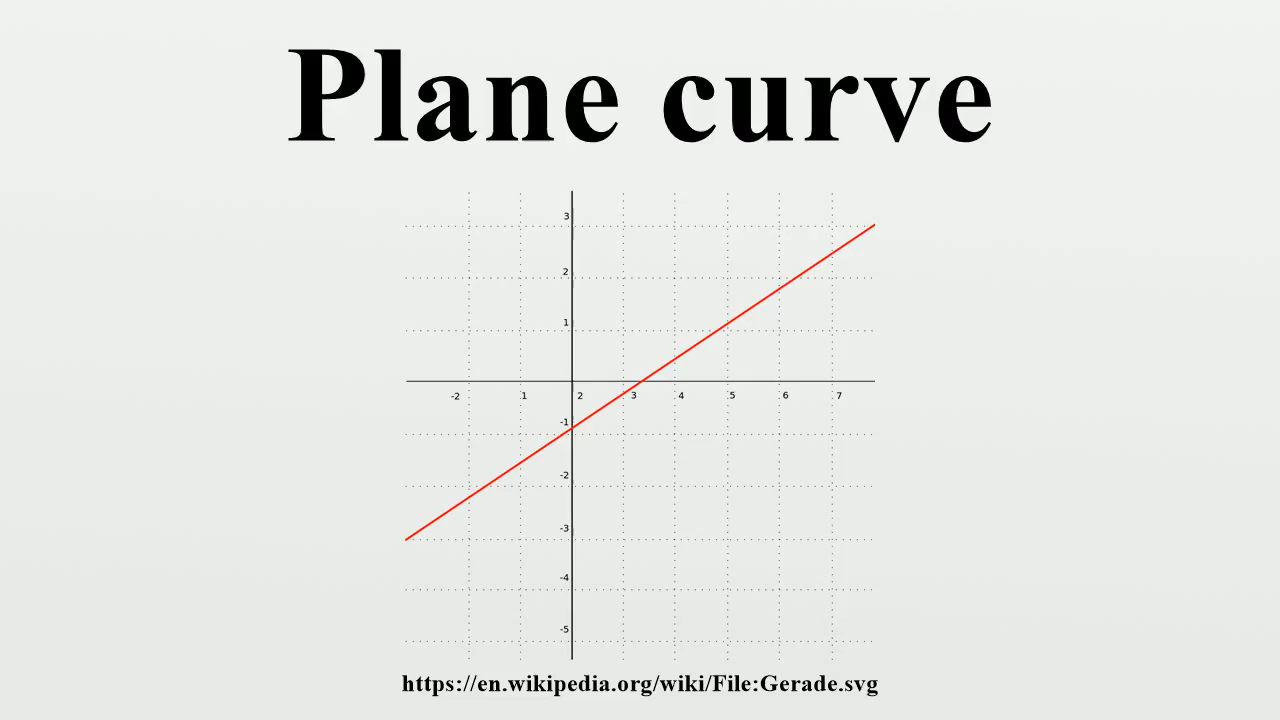 Plane curve
3
2
1
-2 1 2 3 4 5 6 7
-1
-2
-3
-4
-5
https://en.wikipedia.org/wiki/File:Gerade.svg